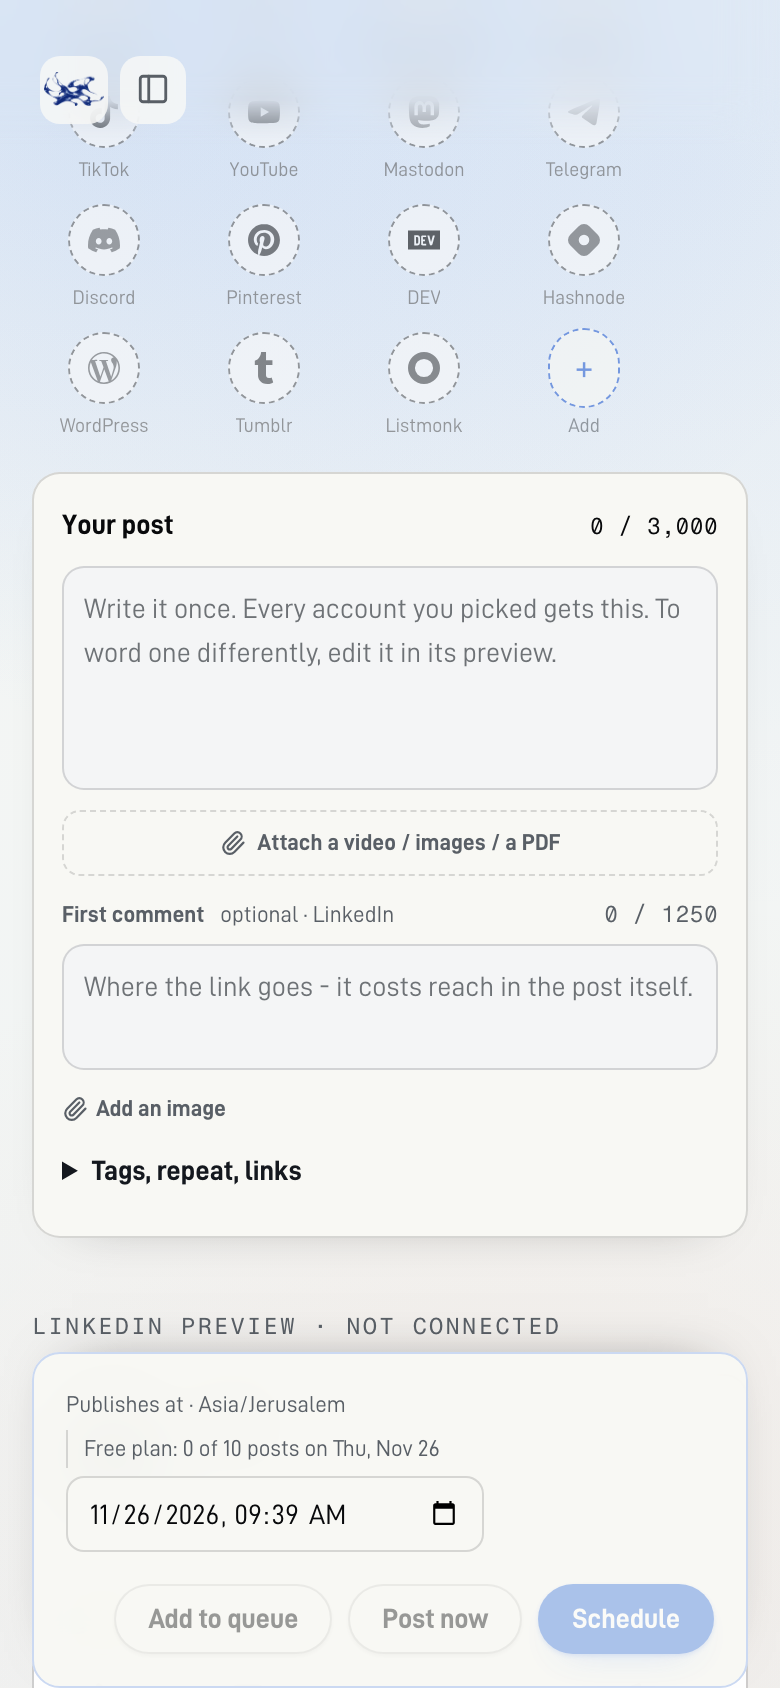 TikTok YouTube Mastodon Telegram
DEV
Discord Pinterest DEV Hashnode
+
WordPress Tumblr Listmonk Add
Your post 0 / 3,000
Write it once. Every account you picked gets this. To
word one differently, edit it in its preview.
Attach a video / images / a PDF
First comment optional · LinkedIn 0 / 1250
Where the link goes - it costs reach in the post itself.
Add an image
Tags, repeat, links
LINKEDIN PREVIEW · NOT CONNECTED
Publishes at · Asia/Jerusalem
Free plan: 0 of 10 posts on Thu, Nov 26
11/26/2026, 09:39 AM
Add to queue Post now Schedule